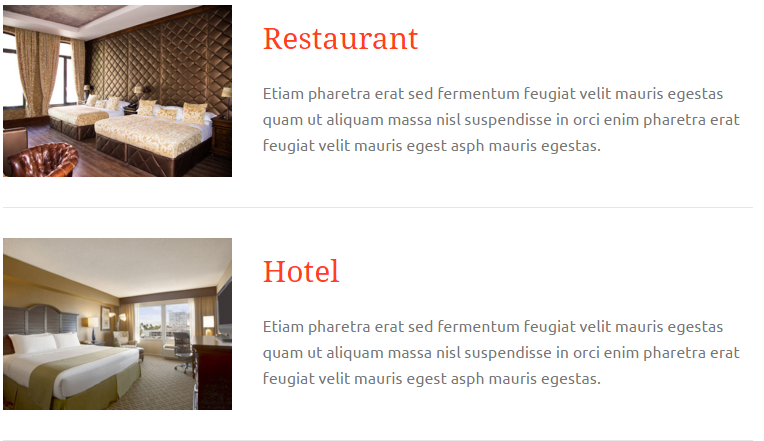 Restaurant
Etiam pharetra erat sed fermentum feugiat velit mauris egestas
quam ut aliquam massa nisl suspendisse in orci enim pharetra erat
feugiat velit mauris egest asph mauris egestas.
Hotel
Etiam pharetra erat sed fermentum feugiat velit mauris egestas
quam ut aliquam massa nisl suspendisse in orci enim pharetra erat
feugiat velit mauris egest asph mauris egestas.